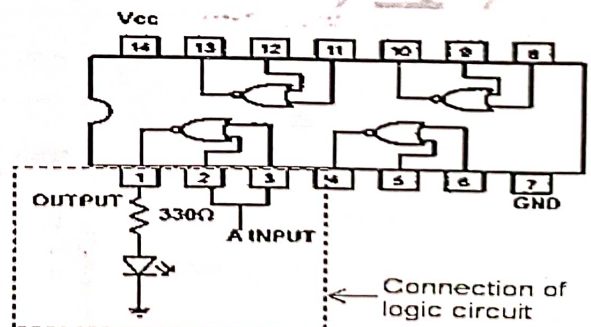 Vcc
14 13 12 11 10 9 8
1 2 3 4 5 6 7
OUTPUT 330Ω GND
A INPUT
Connection of
logic circuit